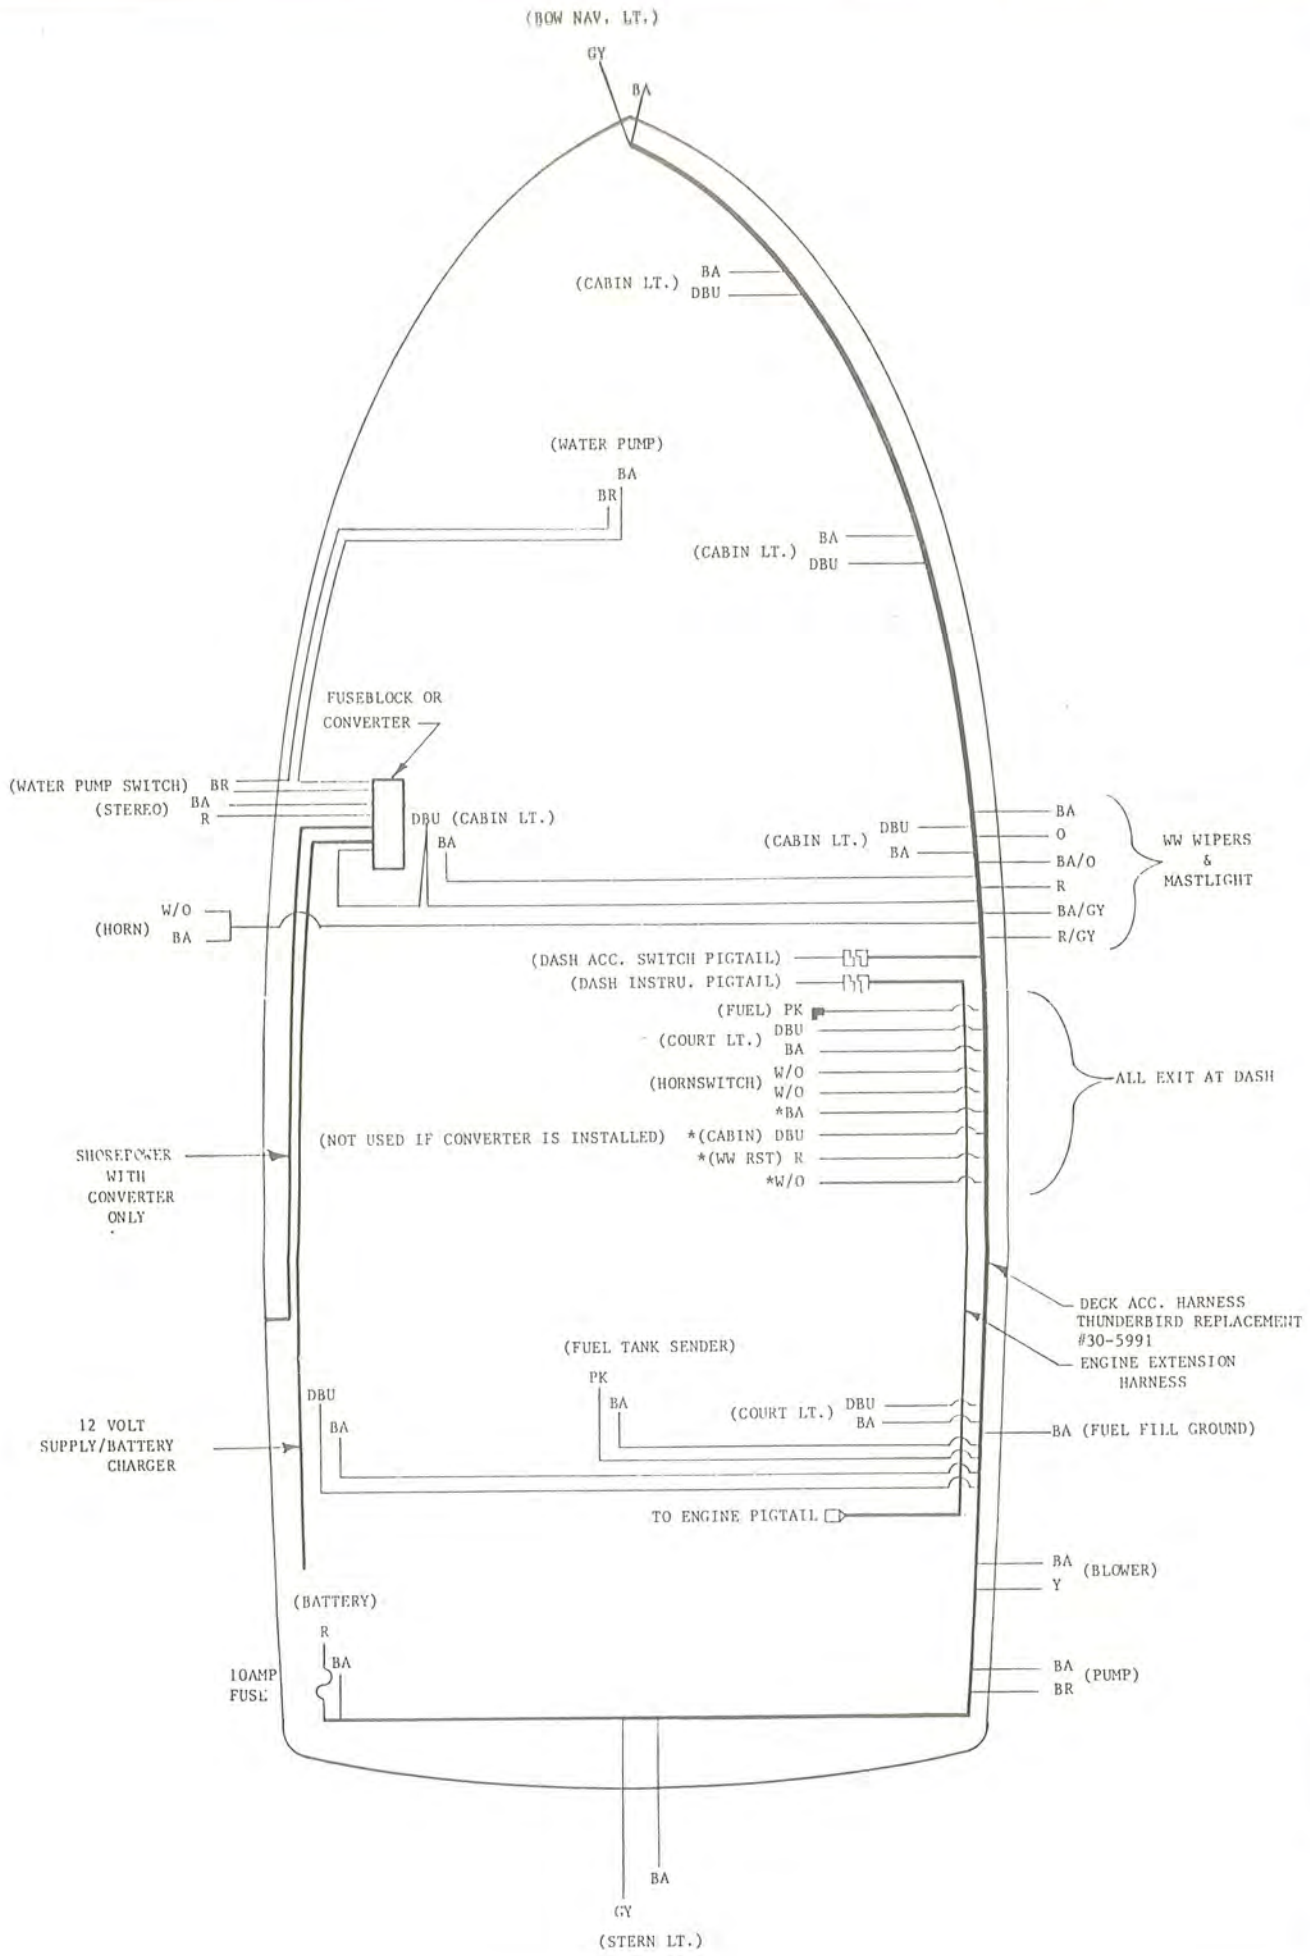 (BOW NAV. LT.)
GY
BA
(CABIN LT.)
BA
DBU
(WATER PUMP)
BA
BR
(CABIN LT.)
BA
DBU
FUSEBLOCK OR
CONVERTER
(WATER PUMP SWITCH) BR
(STEREO) BA
R
DBU (CABIN LT.)
BA
(CABIN LT.)
DBU
BA
BA
O
BA/O
R
BA/GY
R/GY
WW WIPERS
&
MASTLIGHT
(HORN)
W/O
BA
(DASH ACC. SWITCH PIGTAIL)
(DASH INSTRU. PIGTAIL)
(FUEL) PK
(COURT LT.)
DBU
BA
(HORNSWITCH)
W/O
W/O
*BA
(NOT USED IF CONVERTER IS INSTALLED) *(CABIN) DBU
*(WW RST) R
*W/O
ALL EXIT AT DASH
SHOREPOWER
WITH
CONVERTER
ONLY
DECK ACC. HARNESS
THUNDERBIRD REPLACEMENT
#30-5991
ENGINE EXTENSION
HARNESS
(FUEL TANK SENDER)
PK
BA
DBU
BA
(COURT LT.)
DBU
BA
BA (FUEL FILL GROUND)
12 VOLT
SUPPLY/BATTERY
CHARGER
TO ENGINE PIGTAIL
BA
Y
(BLOWER)
(BATTERY)
R
BA
10AMP
FUSE
BA
BR
(PUMP)
BA
GY
(STERN LT.)